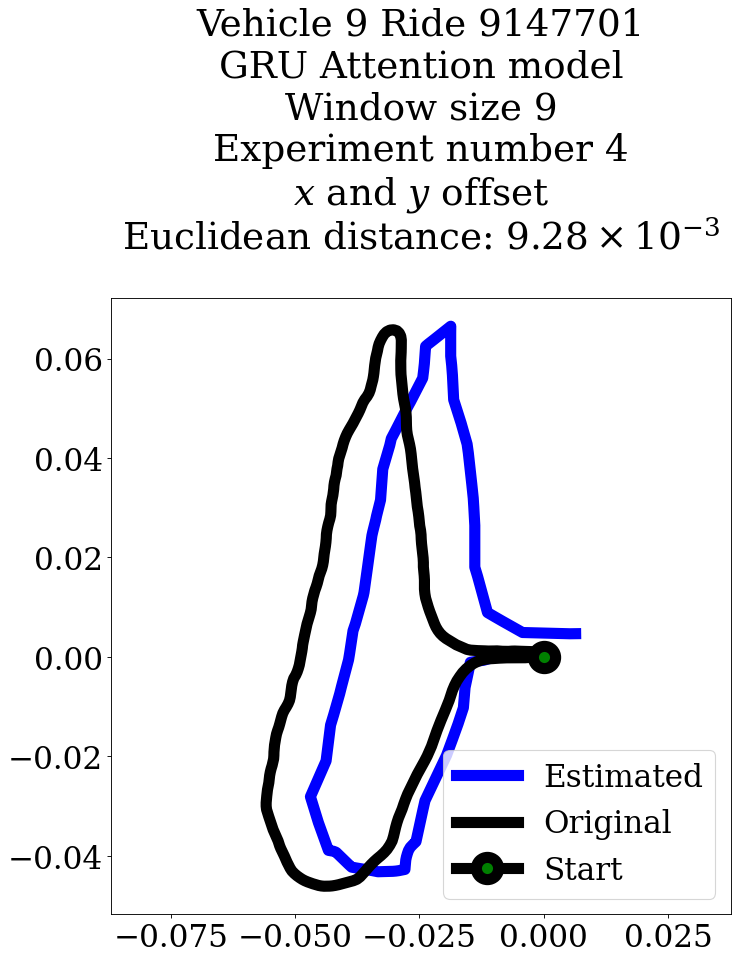 Vehicle 9 Ride 9147701
GRU Attention model
Window size 9
Experiment number 4
x and y offset
Euclidean distance: 9.28 × 10⁻³
0.06
0.04
0.02
0.00
−0.02
−0.04
Estimated
Original
Start
−0.075 −0.050 −0.025 0.000 0.025